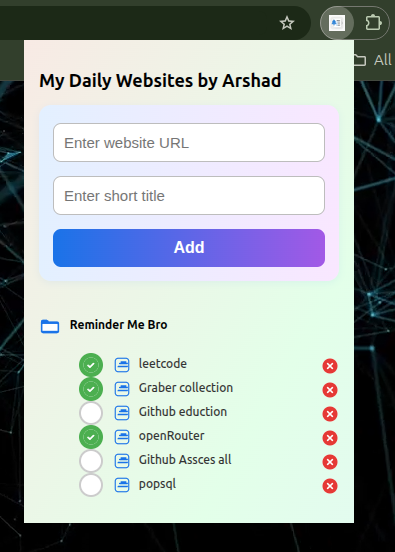 All
My Daily Websites by Arshad
Enter website URL
Enter short title
Add
Reminder Me Bro
leetcode
Graber collection
Github eduction
openRouter
Github Assces all
popsql